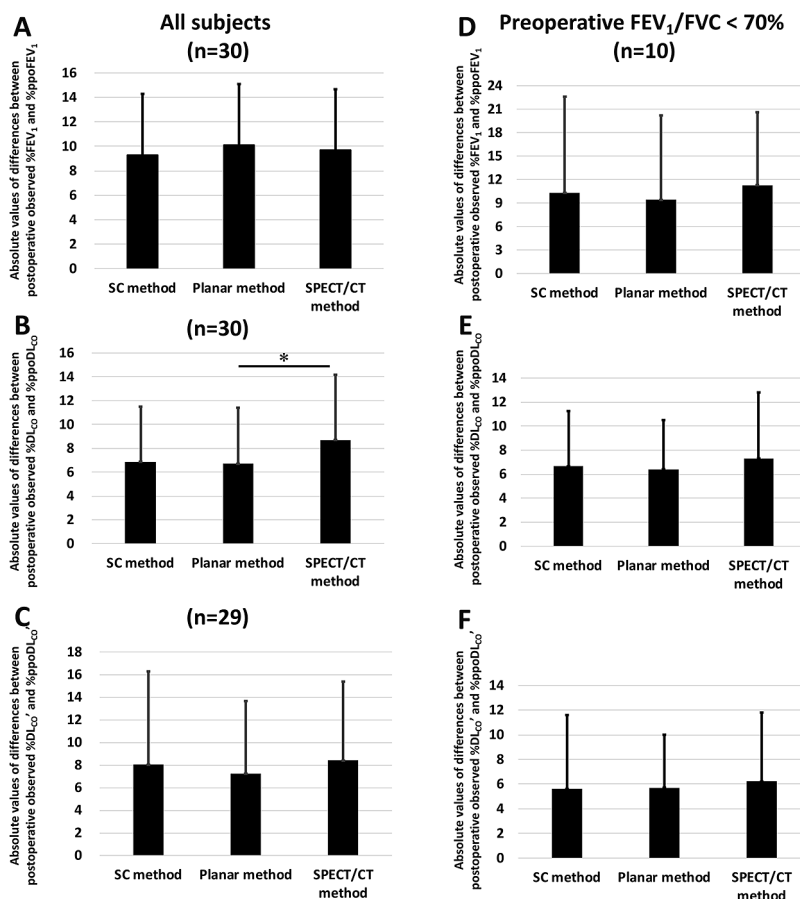 A
All subjects
(n=30)
Absolute values of differences between
postoperative observed %FEV₁ and %ppoFEV₁
16
14
12
10
8
6
4
2
0
SC method
Planar method
SPECT/CT
method
B
(n=30)
Absolute values of differences between
postoperative observed %DL_CO and %ppoDL_CO
16
14
12
10
8
6
4
2
0
*
SC method
Planar method
SPECT/CT
method
C
(n=29)
Absolute values of differences between
postoperative observed %DL_CO' and %ppoDL_CO'
18
16
14
12
10
8
6
4
2
0
SC method
Planar method
SPECT/CT
method
D
Preoperative FEV₁/FVC < 70%
(n=10)
Absolute values of differences between
postoperative observed %FEV₁ and %ppoFEV₁
24
21
18
15
12
9
6
3
0
SC method
Planar method
SPECT/CT
method
E
Absolute values of differences between
postoperative observed %DL_CO and %ppoDL_CO
14
12
10
8
6
4
2
0
SC method
Planar method
SPECT/CT
method
F
Absolute values of differences between
postoperative observed %DL_CO' and %ppoDL_CO'
14
12
10
8
6
4
2
0
SC method
Planar method
SPECT/CT
method